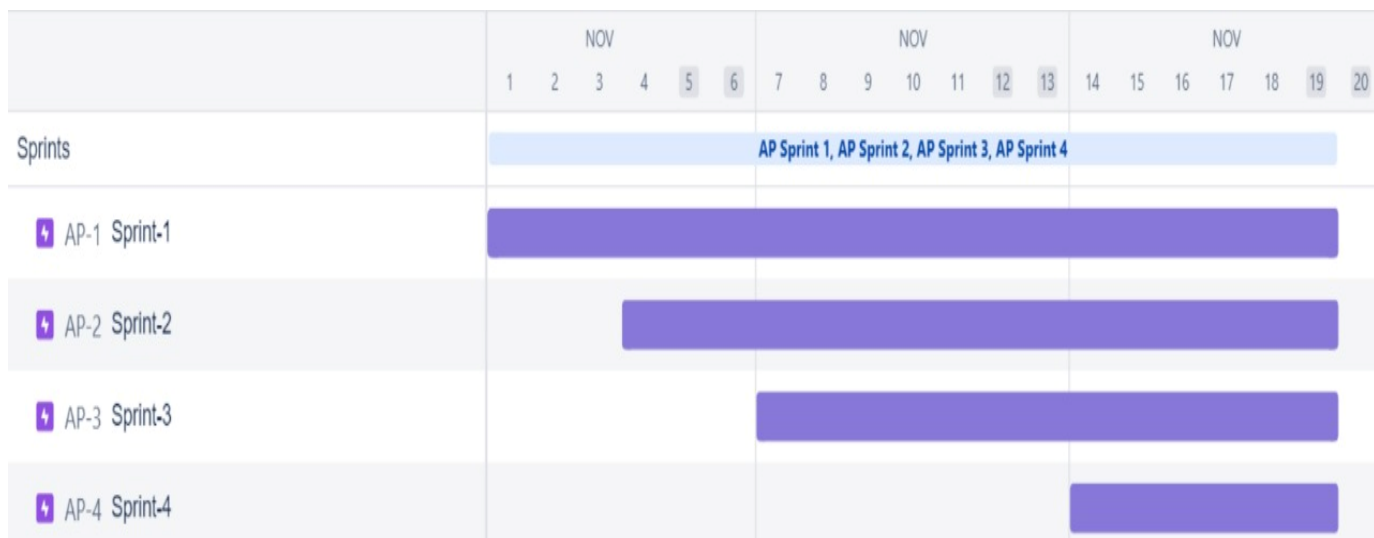 NOV NOV NOV
1 2 3 4 5 6 7 8 9 10 11 12 13 14 15 16 17 18 19 20
Sprints
AP Sprint 1, AP Sprint 2, AP Sprint 3, AP Sprint 4
AP-1 Sprint-1
AP-2 Sprint-2
AP-3 Sprint-3
AP-4 Sprint-4